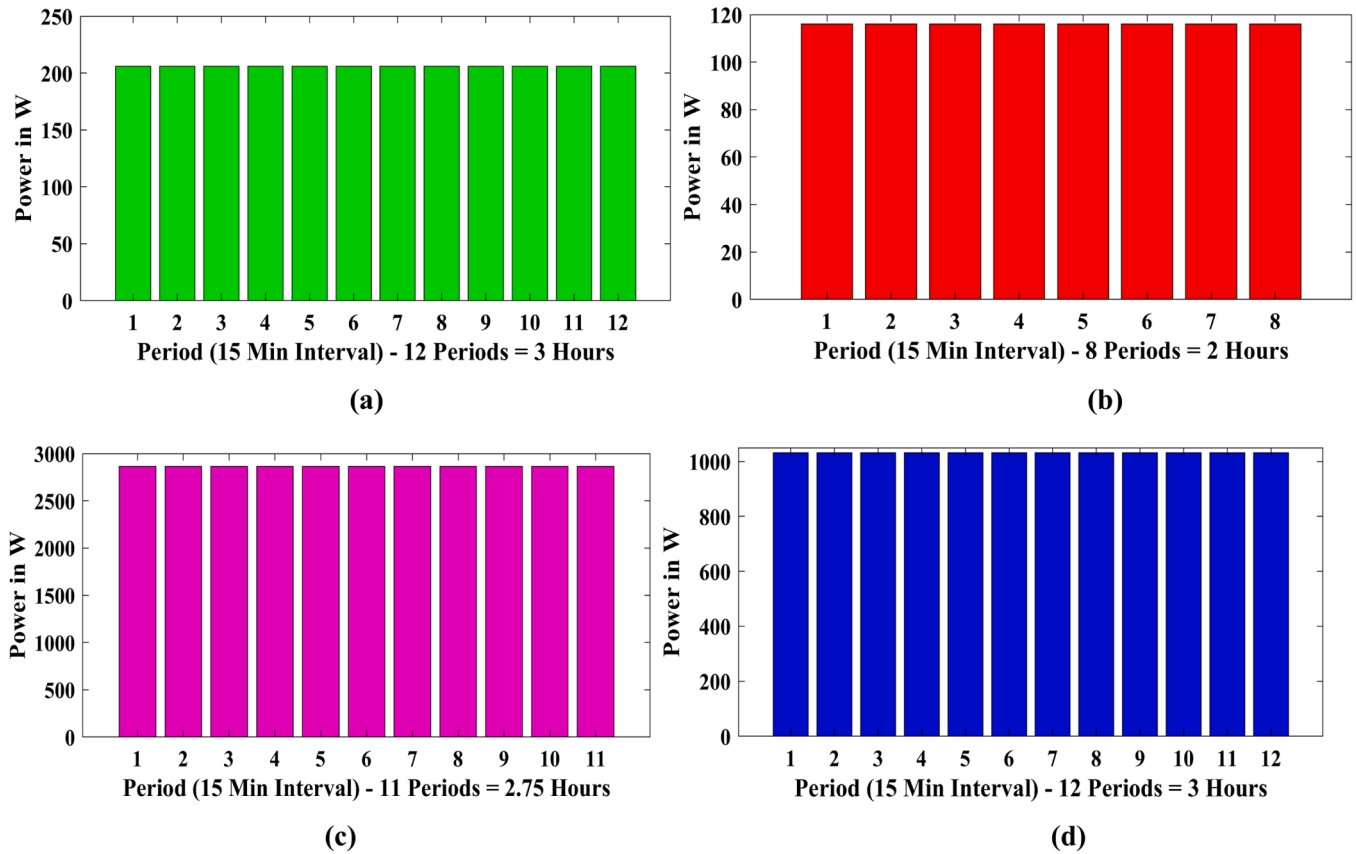 250
200
150
100
50
0
Power in W
1 2 3 4 5 6 7 8 9 10 11 12
Period (15 Min Interval) - 12 Periods = 3 Hours
(a)
120
100
80
60
40
20
0
Power in W
1 2 3 4 5 6 7 8
Period (15 Min Interval) - 8 Periods = 2 Hours
(b)
3000
2500
2000
1500
1000
500
0
Power in W
1 2 3 4 5 6 7 8 9 10 11
Period (15 Min Interval) - 11 Periods = 2.75 Hours
(c)
1000
800
600
400
200
0
Power in W
1 2 3 4 5 6 7 8 9 10 11 12
Period (15 Min Interval) - 12 Periods = 3 Hours
(d)